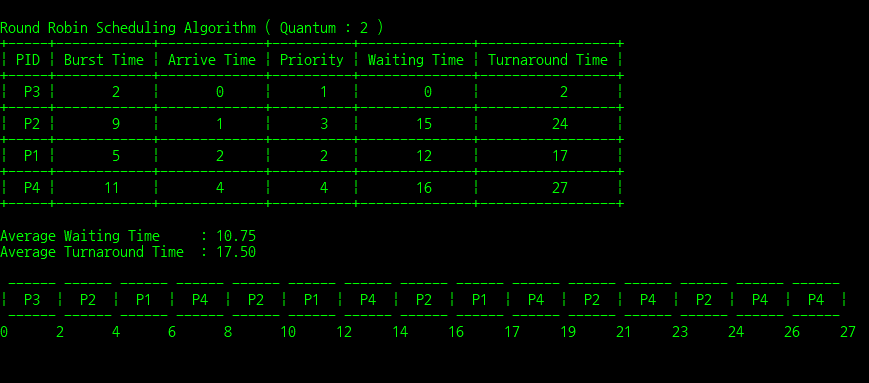 Round Robin Scheduling Algorithm ( Quantum : 2 )
+-----+------------+-------------+----------+--------------+-----------------+
¦ PID ¦ Burst Time ¦ Arrive Time ¦ Priority ¦ Waiting Time ¦ Turnaround Time ¦
+-----+------------+-------------+----------+--------------+-----------------+
¦ P3 ¦ 2 ¦ 0 ¦ 1 ¦ 0 ¦ 2 ¦
+-----+------------+-------------+----------+--------------+-----------------+
¦ P2 ¦ 9 ¦ 1 ¦ 3 ¦ 15 ¦ 24 ¦
+-----+------------+-------------+----------+--------------+-----------------+
¦ P1 ¦ 5 ¦ 2 ¦ 2 ¦ 12 ¦ 17 ¦
+-----+------------+-------------+----------+--------------+-----------------+
¦ P4 ¦ 11 ¦ 4 ¦ 4 ¦ 16 ¦ 27 ¦
+-----+------------+-------------+----------+--------------+-----------------+
Average Waiting Time : 10.75
Average Turnaround Time : 17.50
------ ------ ------ ------ ------ ------ ------ ------ ------ ------ ------ ------ ------ ------ ------
¦ P3 ¦ P2 ¦ P1 ¦ P4 ¦ P2 ¦ P1 ¦ P4 ¦ P2 ¦ P1 ¦ P4 ¦ P2 ¦ P4 ¦ P2 ¦ P4 ¦ P4 ¦
------ ------ ------ ------ ------ ------ ------ ------ ------ ------ ------ ------ ------ ------ ------
0 2 4 6 8 10 12 14 16 17 19 21 23 24 26 27